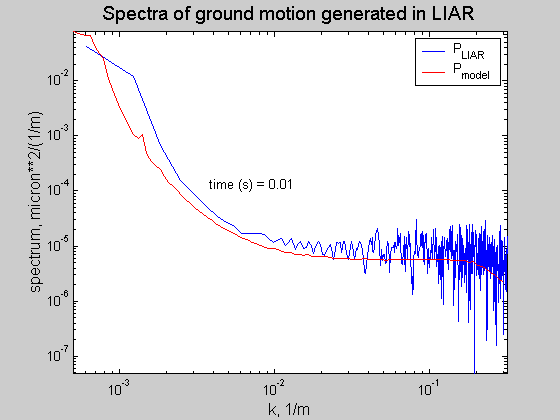 Spectra of ground motion generated in LIAR
P_LIAR
P_model
time (s) = 0.01
spectrum, micron**2/(1/m)
10^-2
10^-3
10^-4
10^-5
10^-6
10^-7
10^-3 10^-2 10^-1
k, 1/m